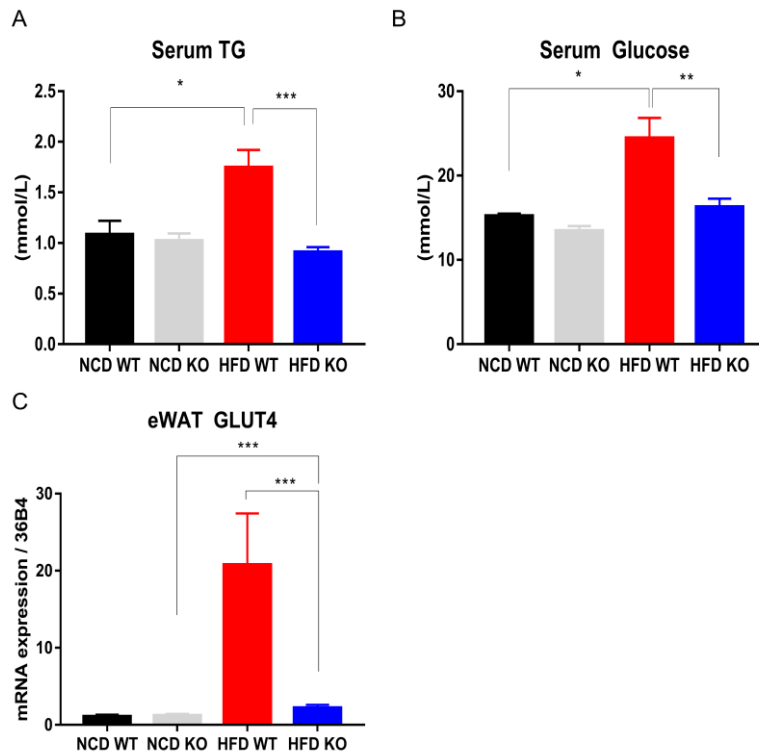 A
Serum TG
(mmol/L)
2.5
2.0
1.5
1.0
0.5
0.0
*
***
NCD WT
NCD KO
HFD WT
HFD KO
B
Serum Glucose
(mmol/L)
30
20
10
0
*
**
NCD WT
NCD KO
HFD WT
HFD KO
C
eWAT GLUT4
mRNA expression / 36B4
30
20
10
0
***
***
NCD WT
NCD KO
HFD WT
HFD KO